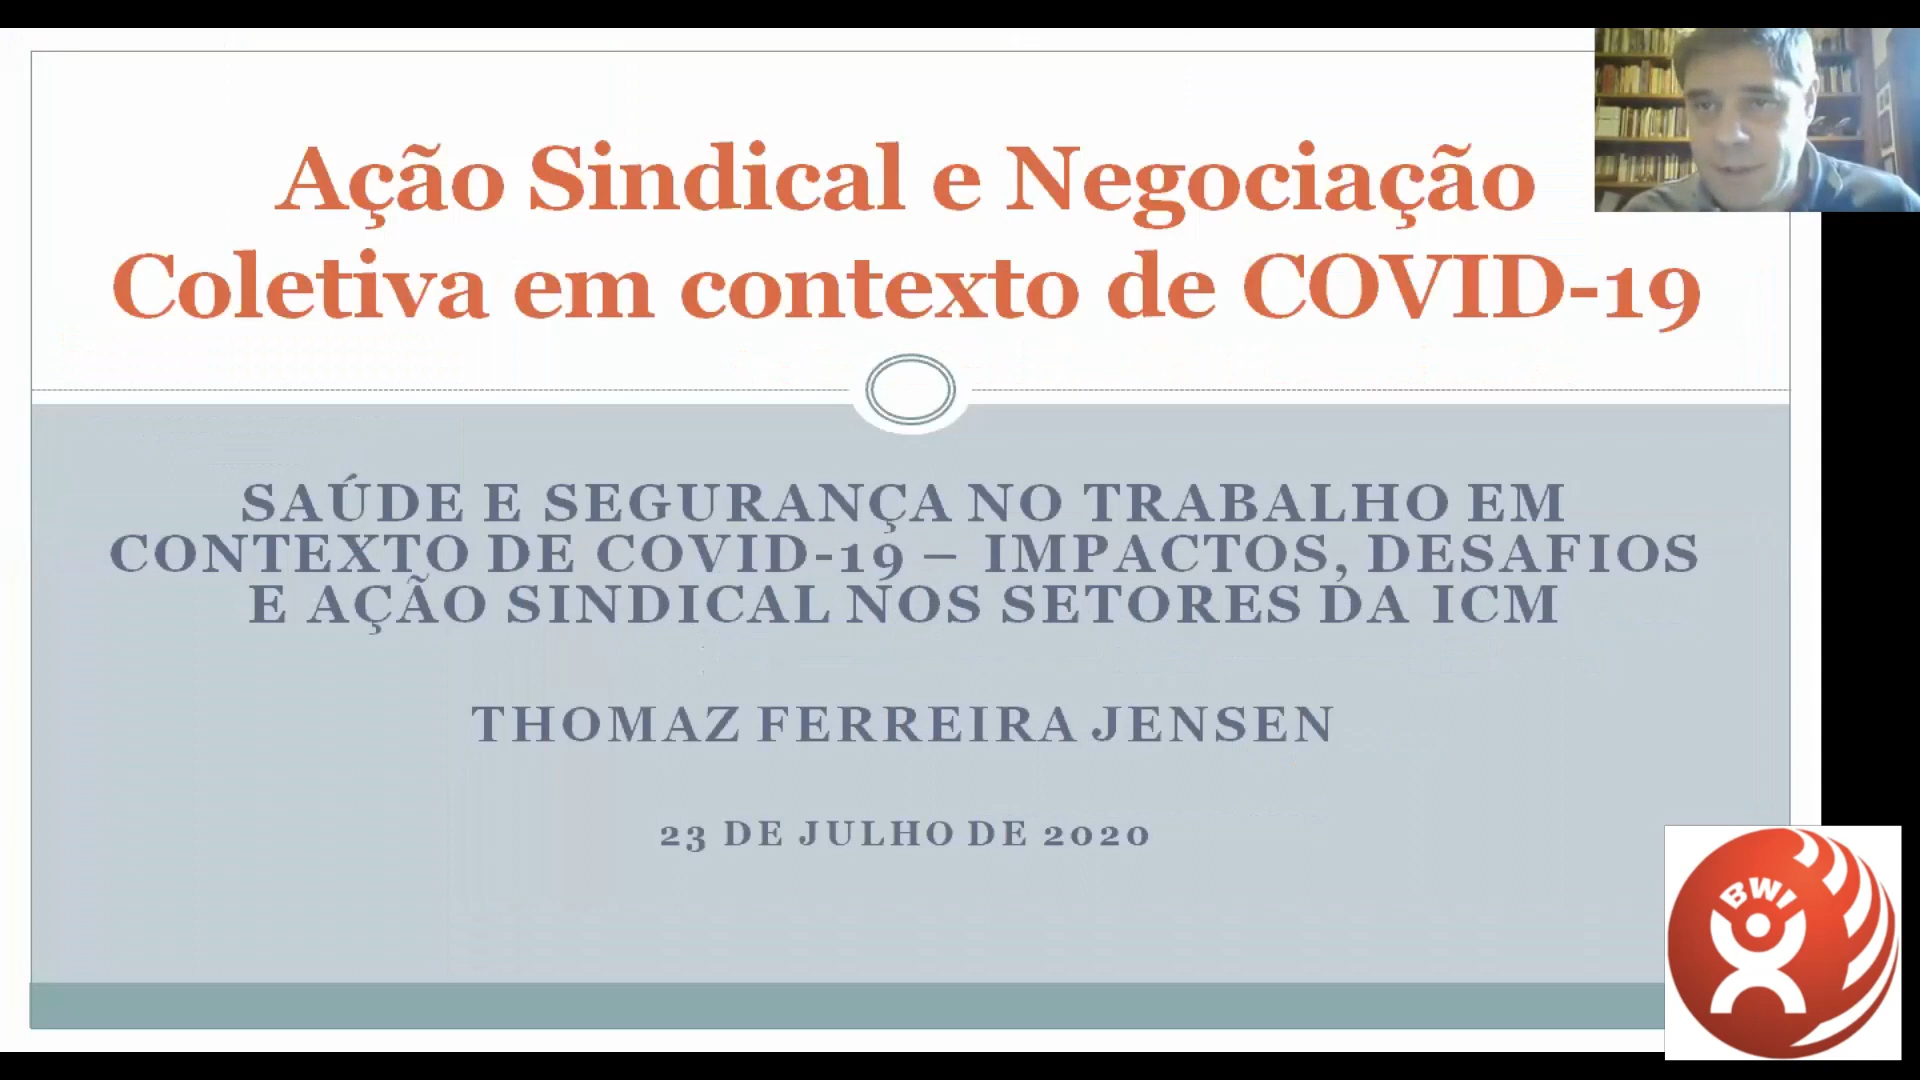 Ação Sindical e Negociação
Coletiva em contexto de COVID-19
SAÚDE E SEGURANÇA NO TRABALHO EM
CONTEXTO DE COVID-19 – IMPACTOS, DESAFIOS
E AÇÃO SINDICAL NOS SETORES DA ICM
THOMAZ FERREIRA JENSEN
23 DE JULHO DE 2020
BWI